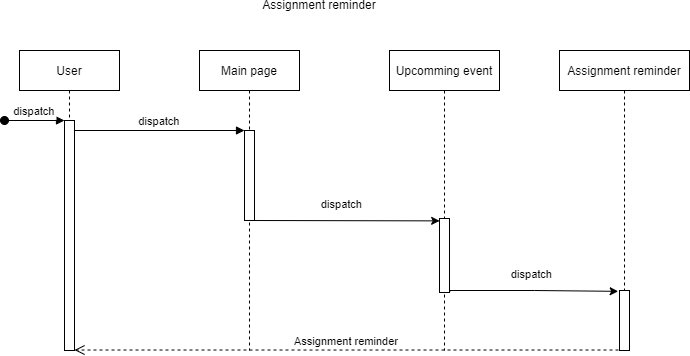 Assignment reminder
User
Main page
Upcomming event
Assignment reminder
dispatch
dispatch
dispatch
dispatch
Assignment reminder